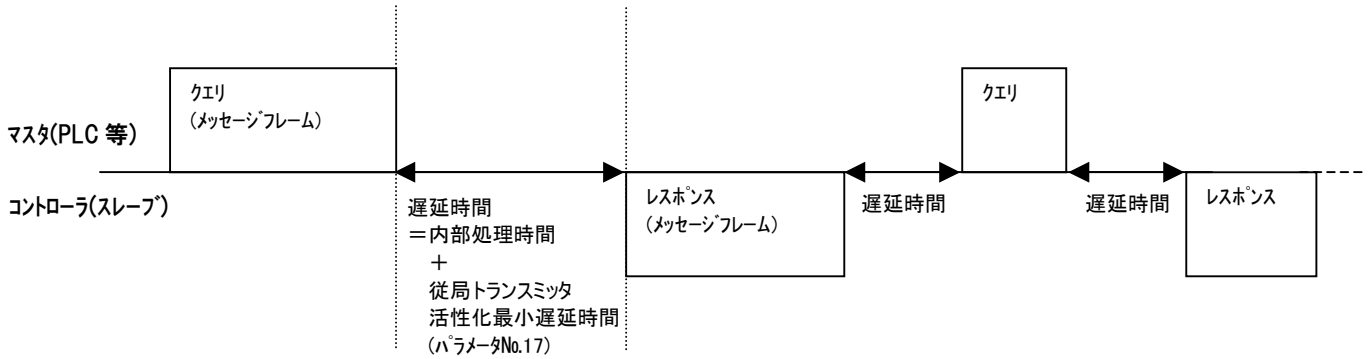 クエリ
(メッセージフレーム)
クエリ
マスタ(PLC 等)
コントローラ(スレーブ)
遅延時間
=内部処理時間
+
従局トランスミッタ
活性化最小遅延時間
(パラメータNo.17)
レスポンス
(メッセージフレーム)
遅延時間
遅延時間
レスポンス